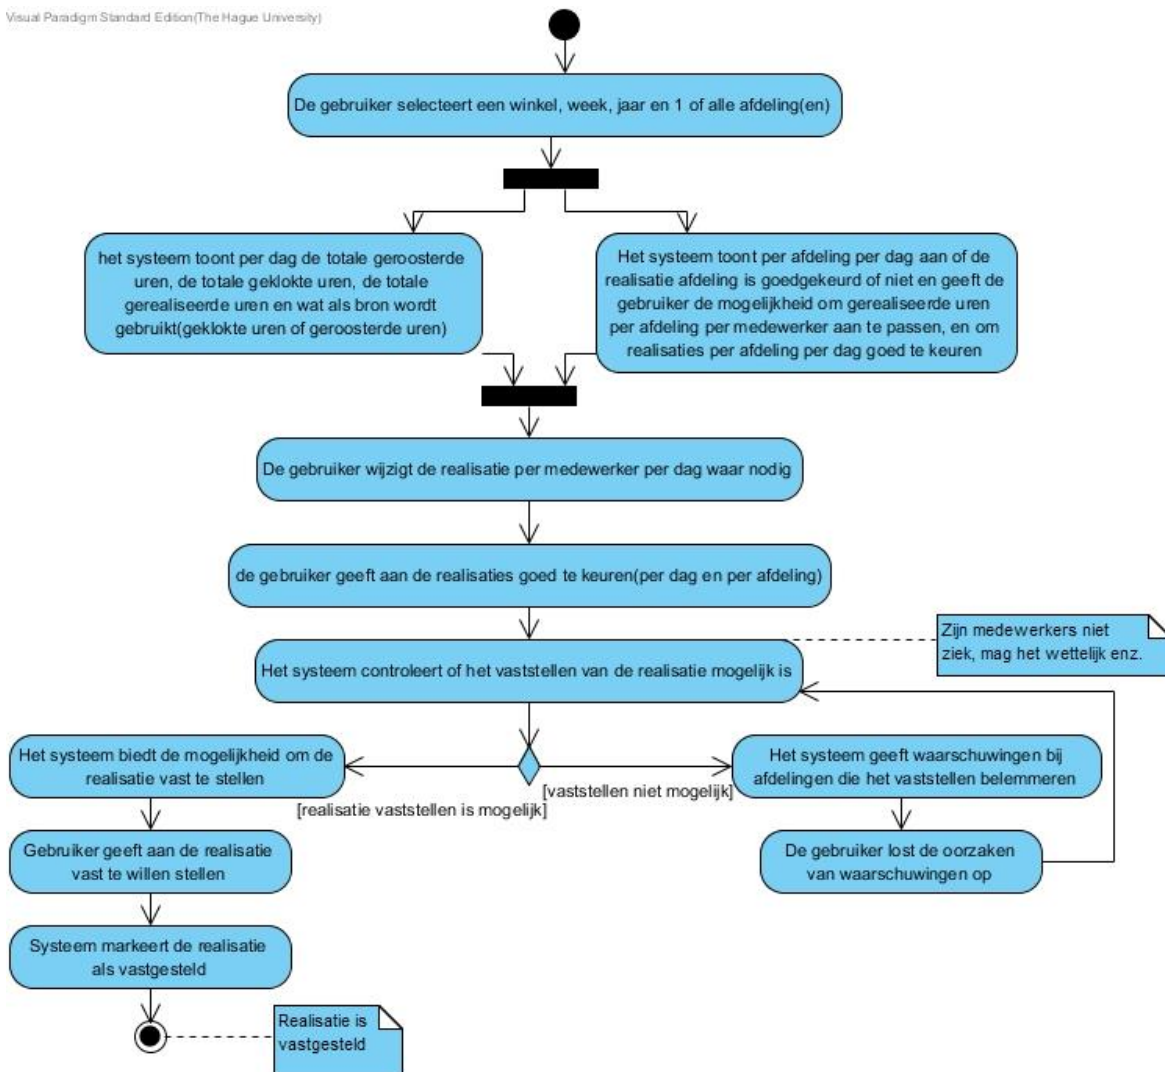 Visual Paradigm Standard Edition(The Hague University)
De gebruiker selecteert een winkel, week, jaar en 1 of alle afdeling(en)
het systeem toont per dag de totale geroosterde
uren, de totale geklokte uren, de totale
gerealiseerde uren en wat als bron wordt
gebruikt(geklokte uren of geroosterde uren)
Het systeem toont per afdeling per dag aan of de
realisatie afdeling is goedgekeurd of niet en geeft de
gebruiker de mogelijkheid om gerealiseerde uren
per afdeling per medewerker aan te passen, en om
realisaties per afdeling per dag goed te keuren
De gebruiker wijzigt de realisatie per medewerker per dag waar nodig
de gebruiker geeft aan de realisaties goed te keuren(per dag en per afdeling)
Het systeem controleert of het vaststellen van de realisatie mogelijk is
Zijn medewerkers niet
ziek, mag het wettelijk enz.
Het systeem biedt de mogelijkheid om de
realisatie vast te stellen
[realisatie vaststellen is mogelijk]
[vaststellen niet mogelijk]
Het systeem geeft waarschuwingen bij
afdelingen die het vaststellen belemmeren
Gebruiker geeft aan de realisatie
vast te willen stellen
De gebruiker lost de oorzaken
van waarschuwingen op
Systeem markeert de realisatie
als vastgesteld
Realisatie is
vastgesteld